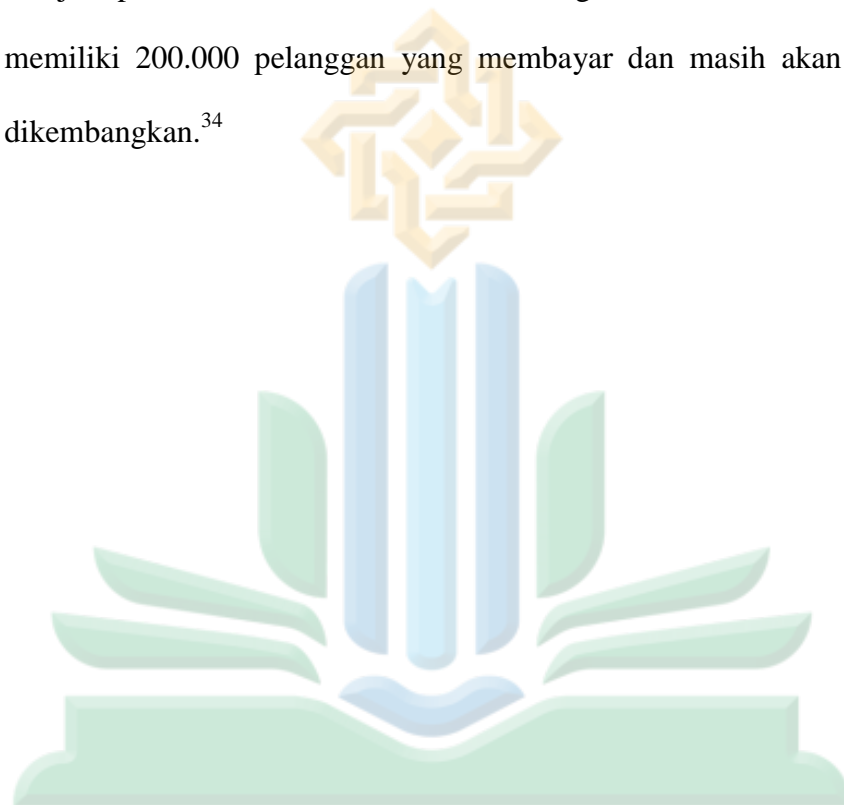 memiliki 200.000 pelanggan yang membayar dan masih akan
dikembangkan.³⁴